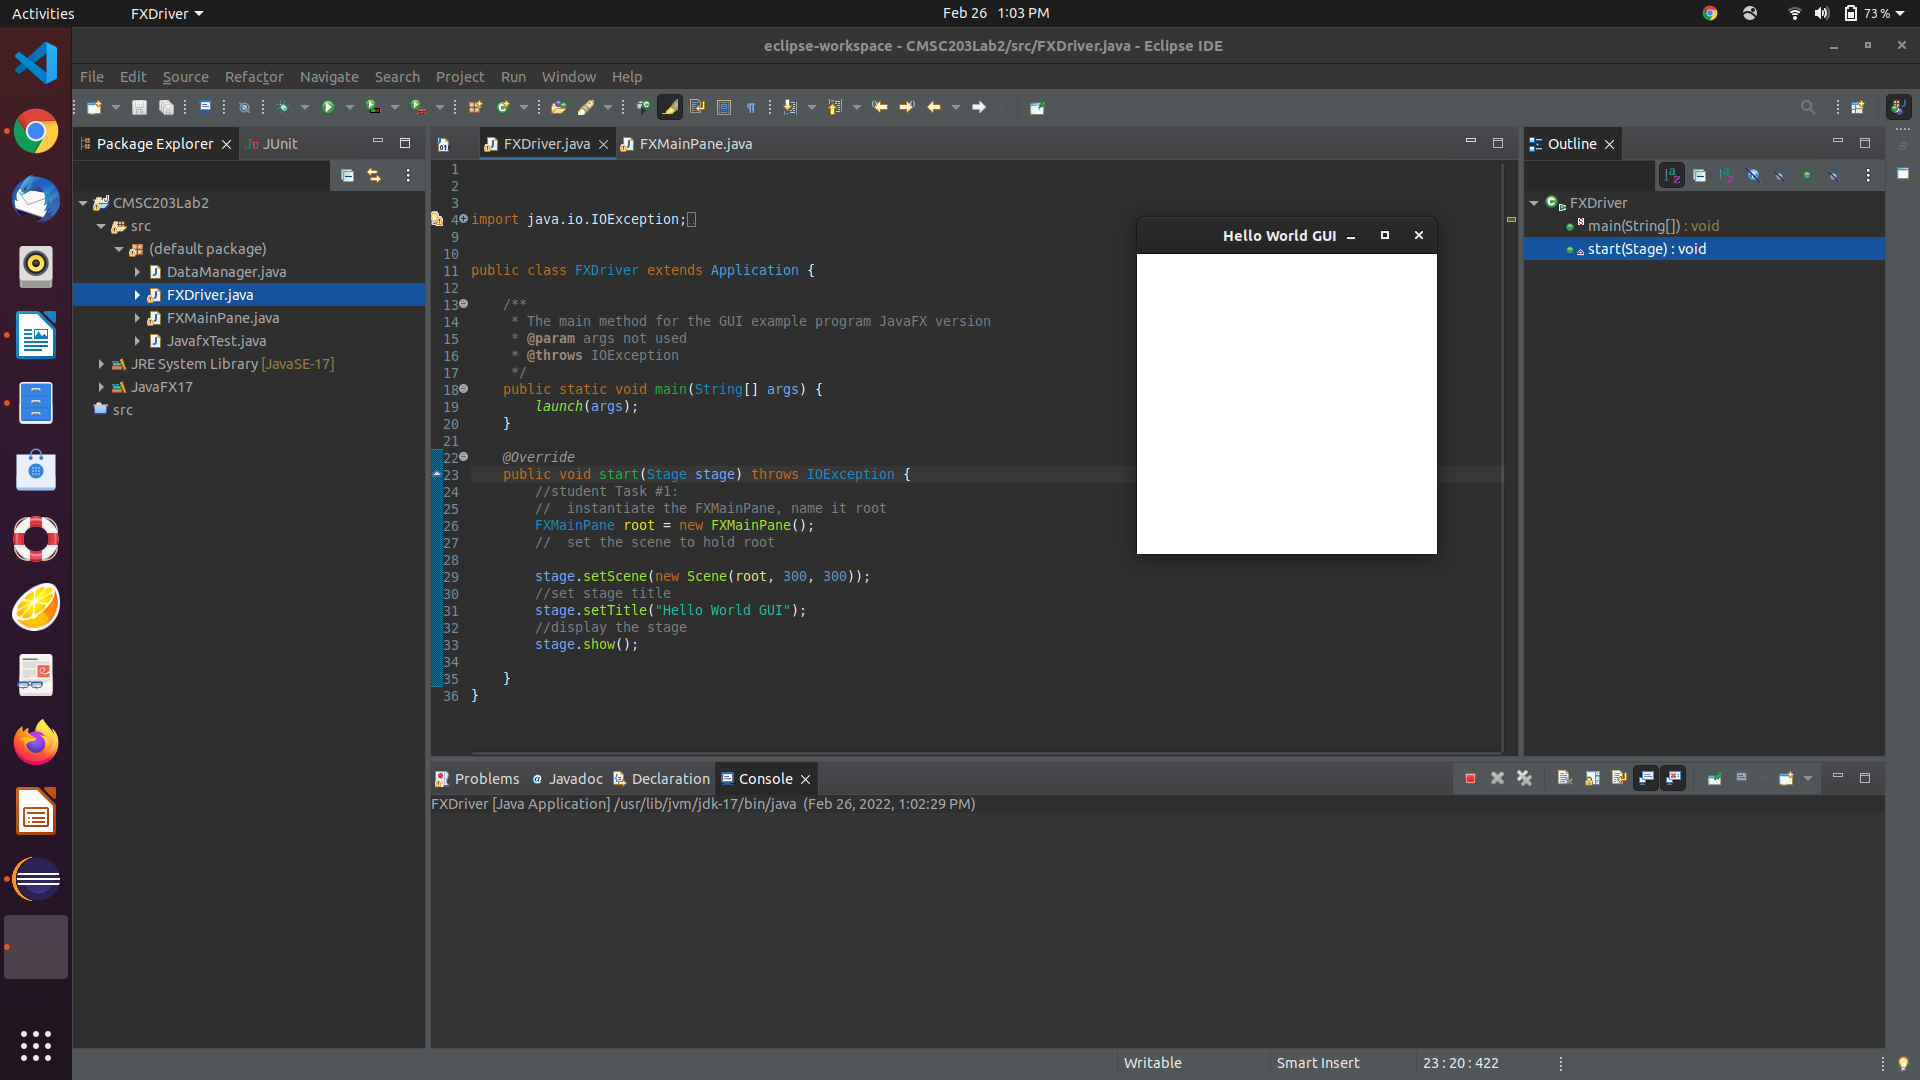 Activities
FXDriver
Feb 26 1:03 PM
73 %
eclipse-workspace - CMSC203Lab2/src/FXDriver.java - Eclipse IDE
File Edit Source Refactor Navigate Search Project Run Window Help
Package Explorer
JUnit
CMSC203Lab2
src
(default package)
DataManager.java
FXDriver.java
FXMainPane.java
JavafxTest.java
JRE System Library [JavaSE-17]
JavaFX17
src
FXDriver.java
FXMainPane.java
1
2
3
4 import java.io.IOException;
9
10
11 public class FXDriver extends Application {
12
13 /**
14 * The main method for the GUI example program JavaFX version
15 * @param args not used
16 * @throws IOException
17 */
18 public static void main(String[] args) {
19 launch(args);
20 }
21
22 @Override
23 public void start(Stage stage) throws IOException {
24 //student Task #1:
25 // instantiate the FXMainPane, name it root
26 FXMainPane root = new FXMainPane();
27 // set the scene to hold root
28
29 stage.setScene(new Scene(root, 300, 300));
30 //set stage title
31 stage.setTitle("Hello World GUI");
32 //display the stage
33 stage.show();
34
35 }
36 }
Hello World GUI
Outline
FXDriver
main(String[]) : void
start(Stage) : void
Problems
Javadoc
Declaration
Console
FXDriver [Java Application] /usr/lib/jvm/jdk-17/bin/java (Feb 26, 2022, 1:02:29 PM)
Writable
Smart Insert
23 : 20 : 422